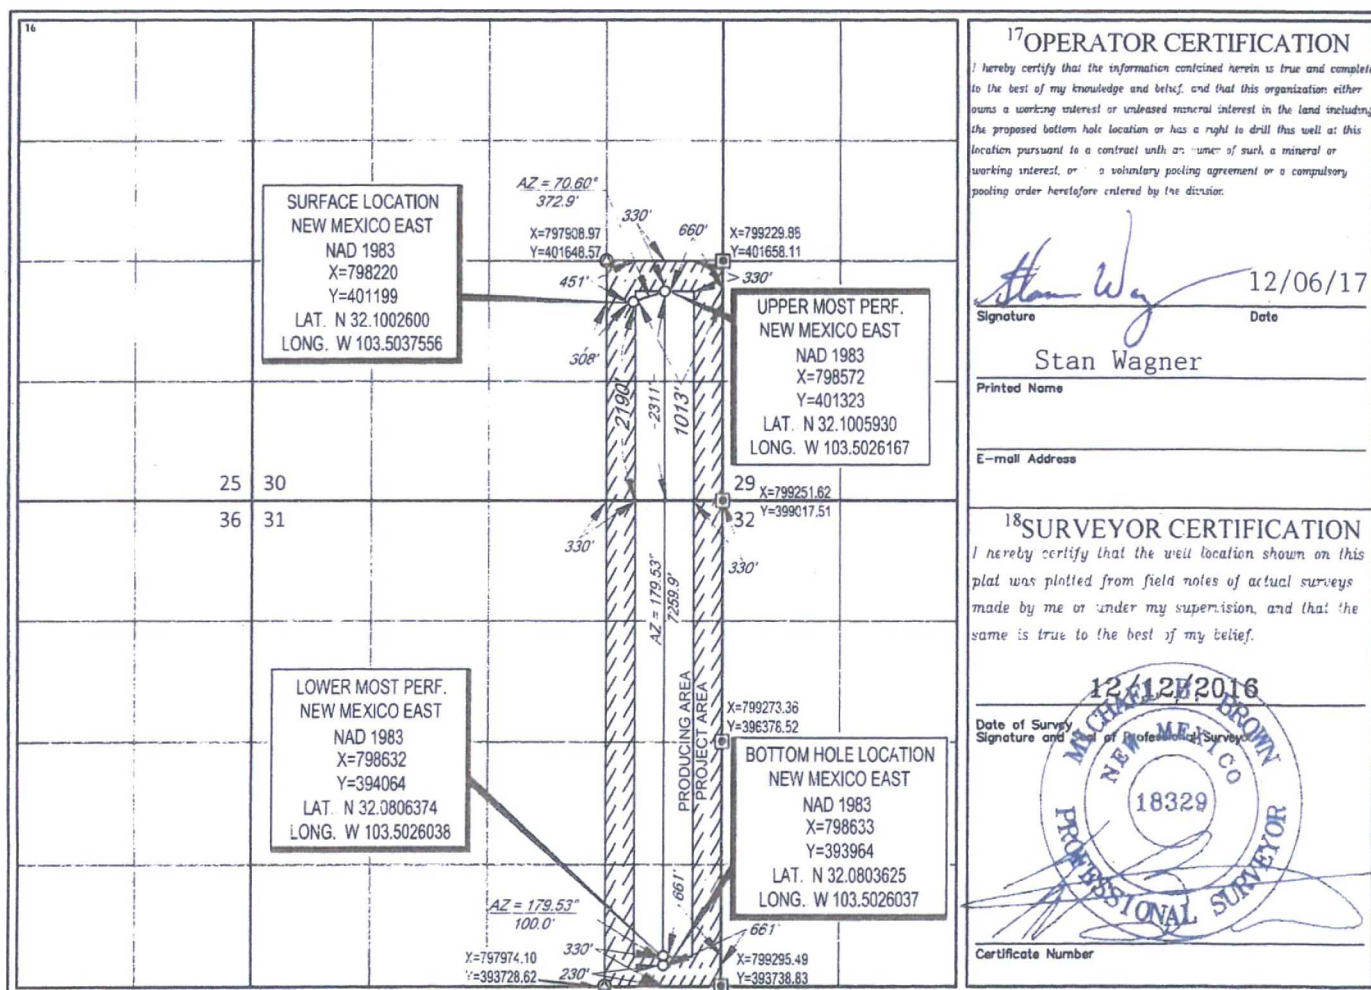 16
AZ = 70.60°
372.9'
330'
660'
X=797908.97
Y=401648.57
X=799229.86
Y=401658.11
451'
330'
SURFACE LOCATION
NEW MEXICO EAST
NAD 1983
X=798220
Y=401199
LAT. N 32.1002600
LONG. W 103.5037556
UPPER MOST PERF.
NEW MEXICO EAST
NAD 1983
X=798572
Y=401323
LAT. N 32.1005930
LONG. W 103.5026167
308'
2190'
2311'
1013'
25 30
36 31
29
32
X=799251.62
Y=399017.51
330'
330'
AZ = 179.53°
7259.9'
PRODUCING AREA
PROJECT AREA
X=799273.36
Y=396378.52
LOWER MOST PERF.
NEW MEXICO EAST
NAD 1983
X=798632
Y=394064
LAT. N 32.0806374
LONG. W 103.5026038
BOTTOM HOLE LOCATION
NEW MEXICO EAST
NAD 1983
X=798633
Y=393964
LAT. N 32.0803625
LONG. W 103.5026037
AZ = 179.53°
100.0'
661'
661'
330'
230'
X=797974.10
Y=393728.62
X=799295.49
Y=393738.83
17 OPERATOR CERTIFICATION
I hereby certify that the information contained herein is true and complete
to the best of my knowledge and belief, and that this organization either
owns a working interest or unleased mineral interest in the land including
the proposed bottom hole location or has a right to drill this well at this
location pursuant to a contract with an owner of such a mineral or
working interest, or a voluntary pooling agreement or a compulsory
pooling order heretofore entered by the division.
12/06/17
Signature Date
Stan Wagner
Printed Name
E-mail Address
18 SURVEYOR CERTIFICATION
I hereby certify that the well location shown on this
plat was plotted from field notes of actual surveys
made by me or under my supervision, and that the
same is true to the best of my belief.
12/12/2016
Date of Survey
Signature and Seal of Professional Surveyor
MICHAEL B. BROWN
NEW MEXICO
18329
PROFESSIONAL SURVEYOR
Certificate Number